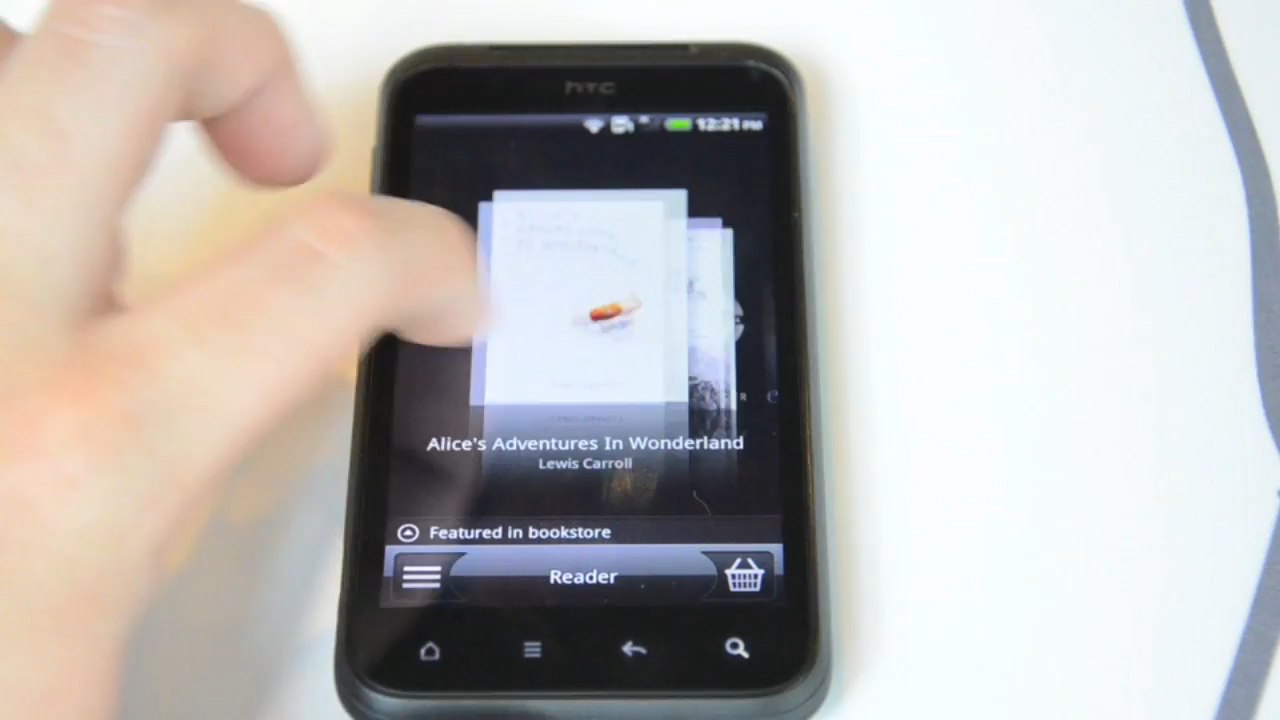 hTC
12:21 PM
Alice's Adventures In Wonderland
Lewis Carroll
Featured in bookstore
Reader